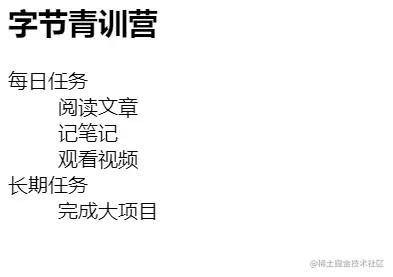 字节青训营
每日任务
阅读文章
记笔记
观看视频
长期任务
完成大项目
@稀土掘金技术社区